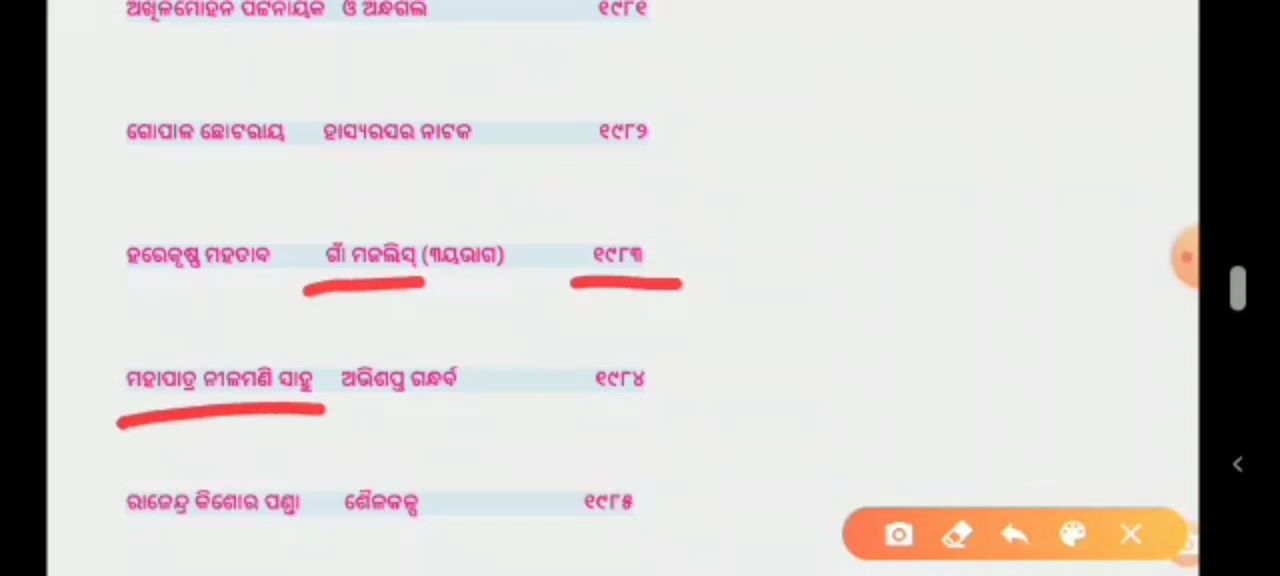 ଅଖିଳମୋହନ ପଟ୍ଟନାୟକ ଓ ଅନ୍ଧଗଲି ୧୯୮୧
ଗୋପାଳ ଛୋଟରାୟ ହାସ୍ୟରସର ନାଟକ ୧୯୮୨
ହରେକୃଷ୍ଣ ମହତାବ ଗାଁ ମଜଲିସ୍ (୩ୟଭାଗ) ୧୯୮୩
ମହାପାତ୍ର ନୀଳମଣି ସାହୁ ଅଭିଶପ୍ତ ଗନ୍ଧର୍ବ ୧୯୮୪
ରାଜେନ୍ଦ୍ର କିଶୋର ପଣ୍ଡା ଶୈଳକଳ୍ପ ୧୯୮୫